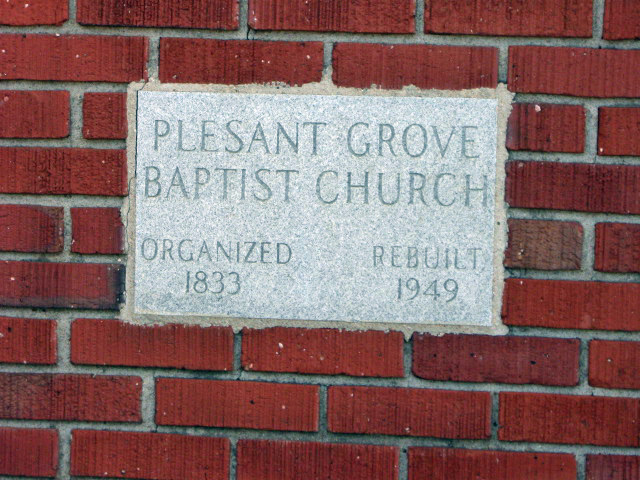 PLESANT GROVE
BAPTIST CHURCH
ORGANIZED REBUILT
1833 1949